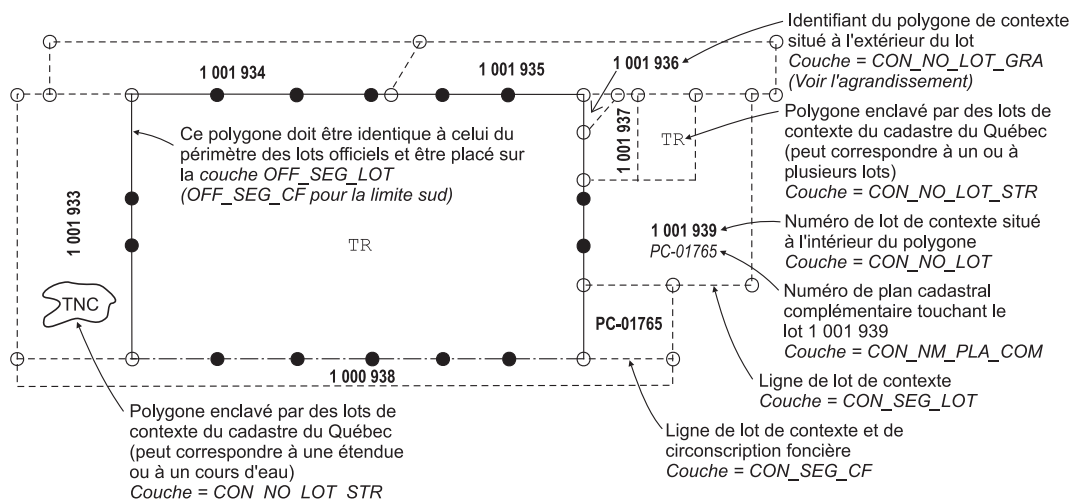 Identifiant du polygone de contexte
situé à l'extérieur du lot
Couche = CON_NO_LOT_GRA
(Voir l'agrandissement)
1 001 934
1 001 935
1 001 936
Ce polygone doit être identique à celui du
périmètre des lots officiels et être placé sur
la couche OFF_SEG_LOT
(OFF_SEG_CF pour la limite sud)
1 001 937
TR
Polygone enclavé par des lots de
contexte du cadastre du Québec
(peut correspondre à un ou à
plusieurs lots)
Couche = CON_NO_LOT_STR
1 001 933
TR
1 001 939
PC-01765
Numéro de lot de contexte situé
à l'intérieur du polygone
Couche = CON_NO_LOT
TNC
Numéro de plan cadastral
complémentaire touchant le
lot 1 001 939
Couche = CON_NM_PLA_COM
PC-01765
1 000 938
Ligne de lot de contexte
Couche = CON_SEG_LOT
Polygone enclavé par des lots de
contexte du cadastre du Québec
(peut correspondre à une étendue
ou à un cours d'eau)
Couche = CON_NO_LOT_STR
Ligne de lot de contexte et de
circonscription foncière
Couche = CON_SEG_CF